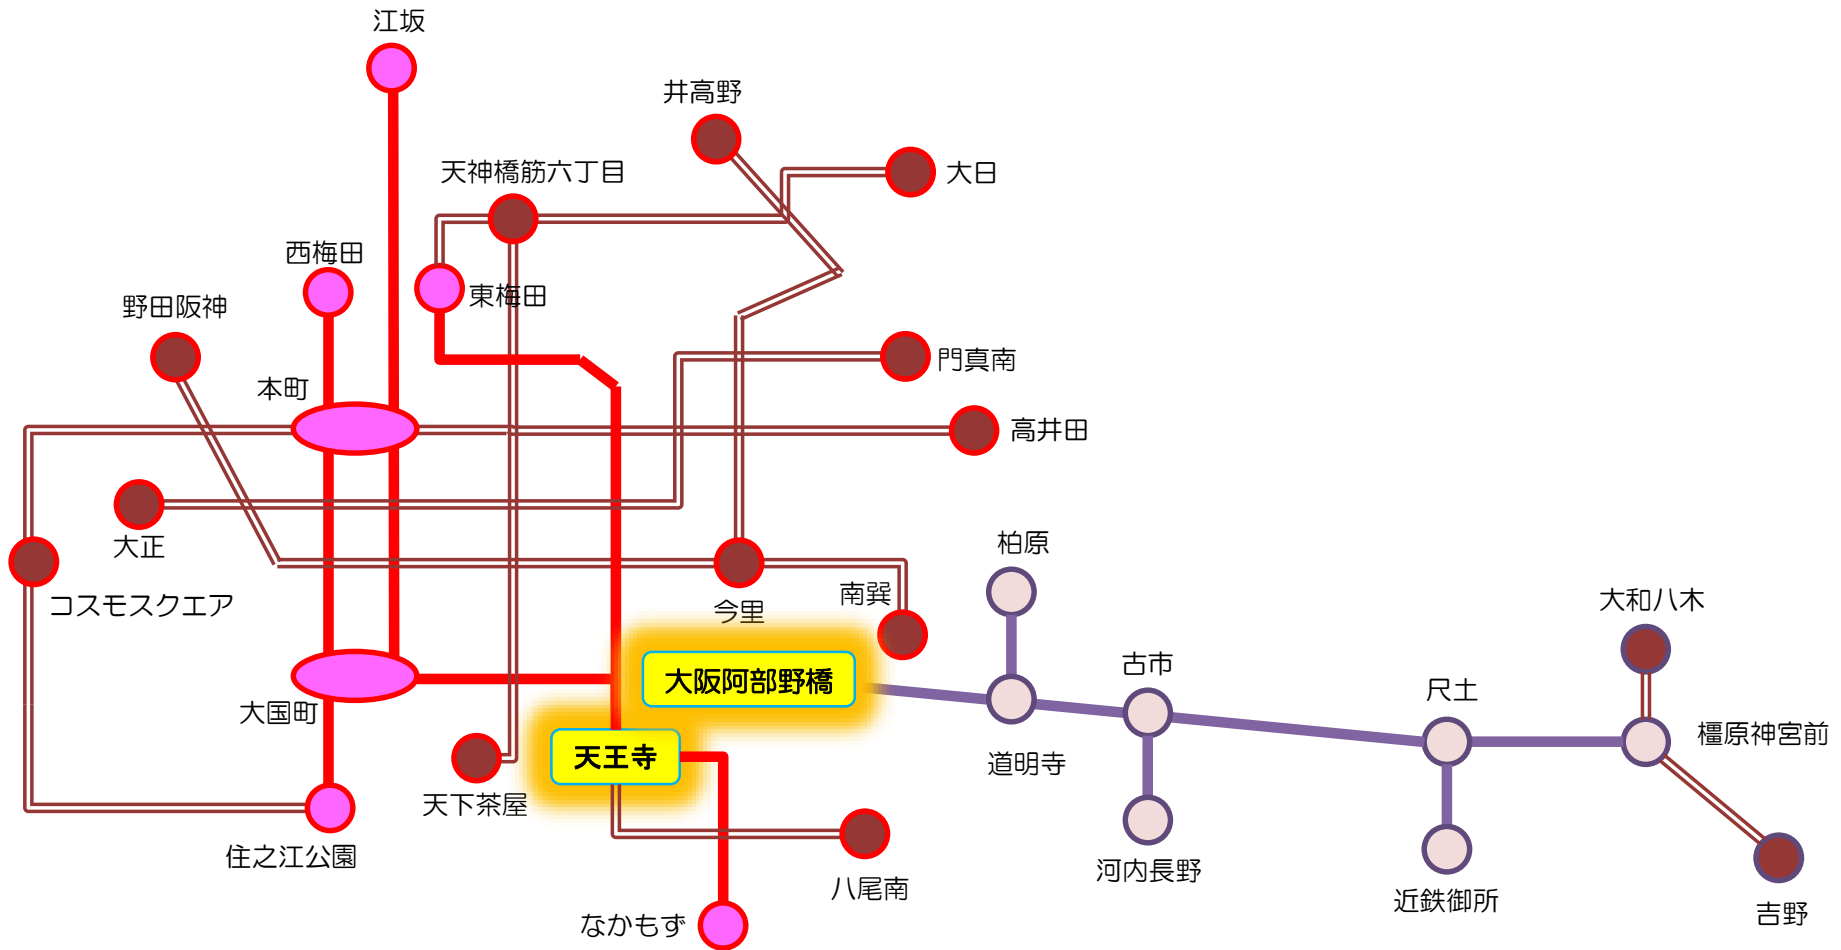 江坂
井高野
天神橋筋六丁目
大日
西梅田
東梅田
野田阪神
門真南
本町
高井田
大正
柏原
コスモスクエア
今里
南巽
大和八木
大阪阿部野橋
古市
尺土
大国町
橿原神宮前
天王寺
道明寺
天下茶屋
住之江公園
河内長野
八尾南
近鉄御所
吉野
なかもず